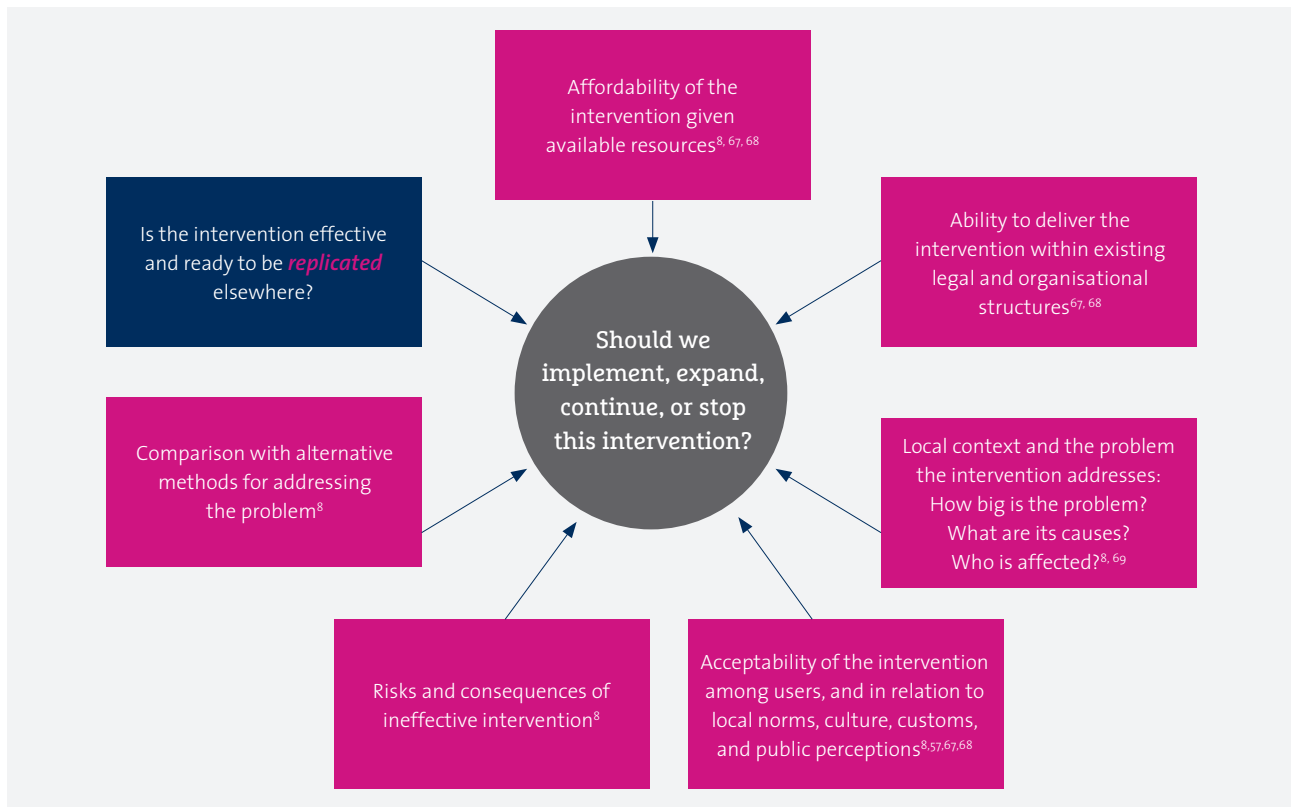 Affordability of the
intervention given
available resources8, 67, 68
Is the intervention effective
and ready to be replicated
elsewhere?
Ability to deliver the
intervention within existing
legal and organisational
structures67, 68
Should we
implement, expand,
continue, or stop
this intervention?
Comparison with alternative
methods for addressing
the problem8
Local context and the problem
the intervention addresses:
How big is the problem?
What are its causes?
Who is affected?8, 69
Risks and consequences of
ineffective intervention8
Acceptability of the intervention
among users, and in relation to
local norms, culture, customs,
and public perceptions8,57,67,68